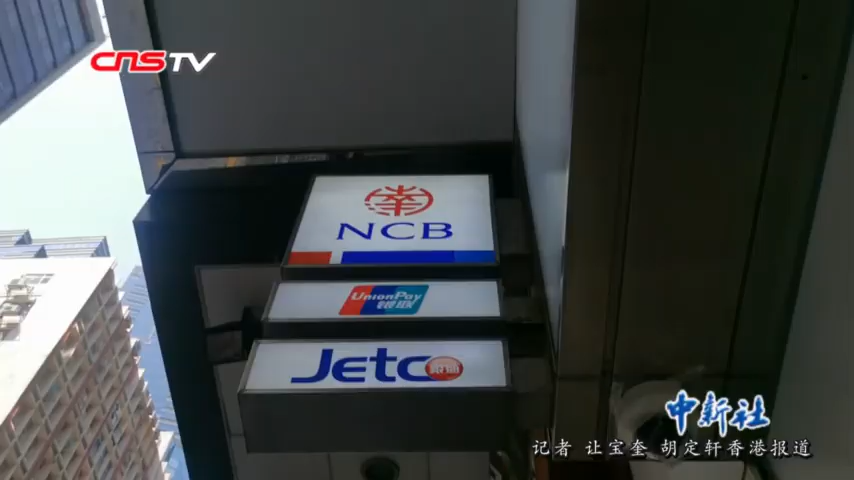 CNSTV
NCB
UnionPay
银联
Jetco
銀通
中新社
记者 让宝奎 胡定轩香港报道